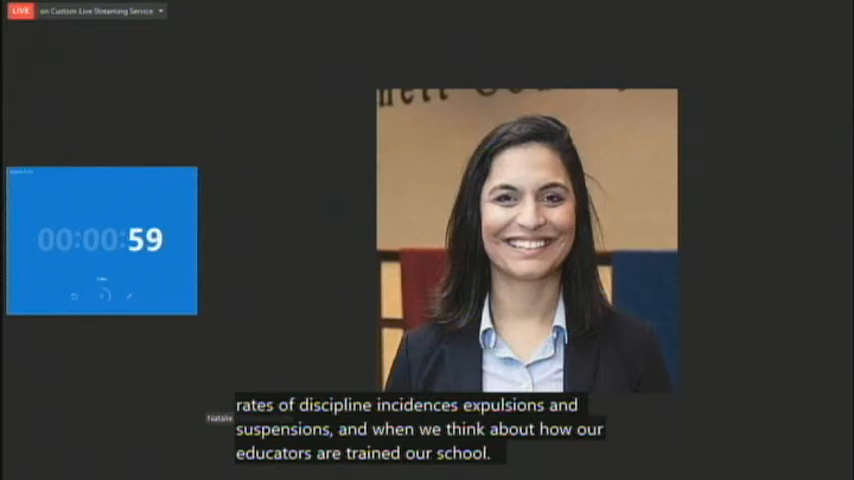 LIVE on Custom Live Streaming Service
00:00:59
Natalie
rates of discipline incidences expulsions and
suspensions, and when we think about how our
educators are trained our school.